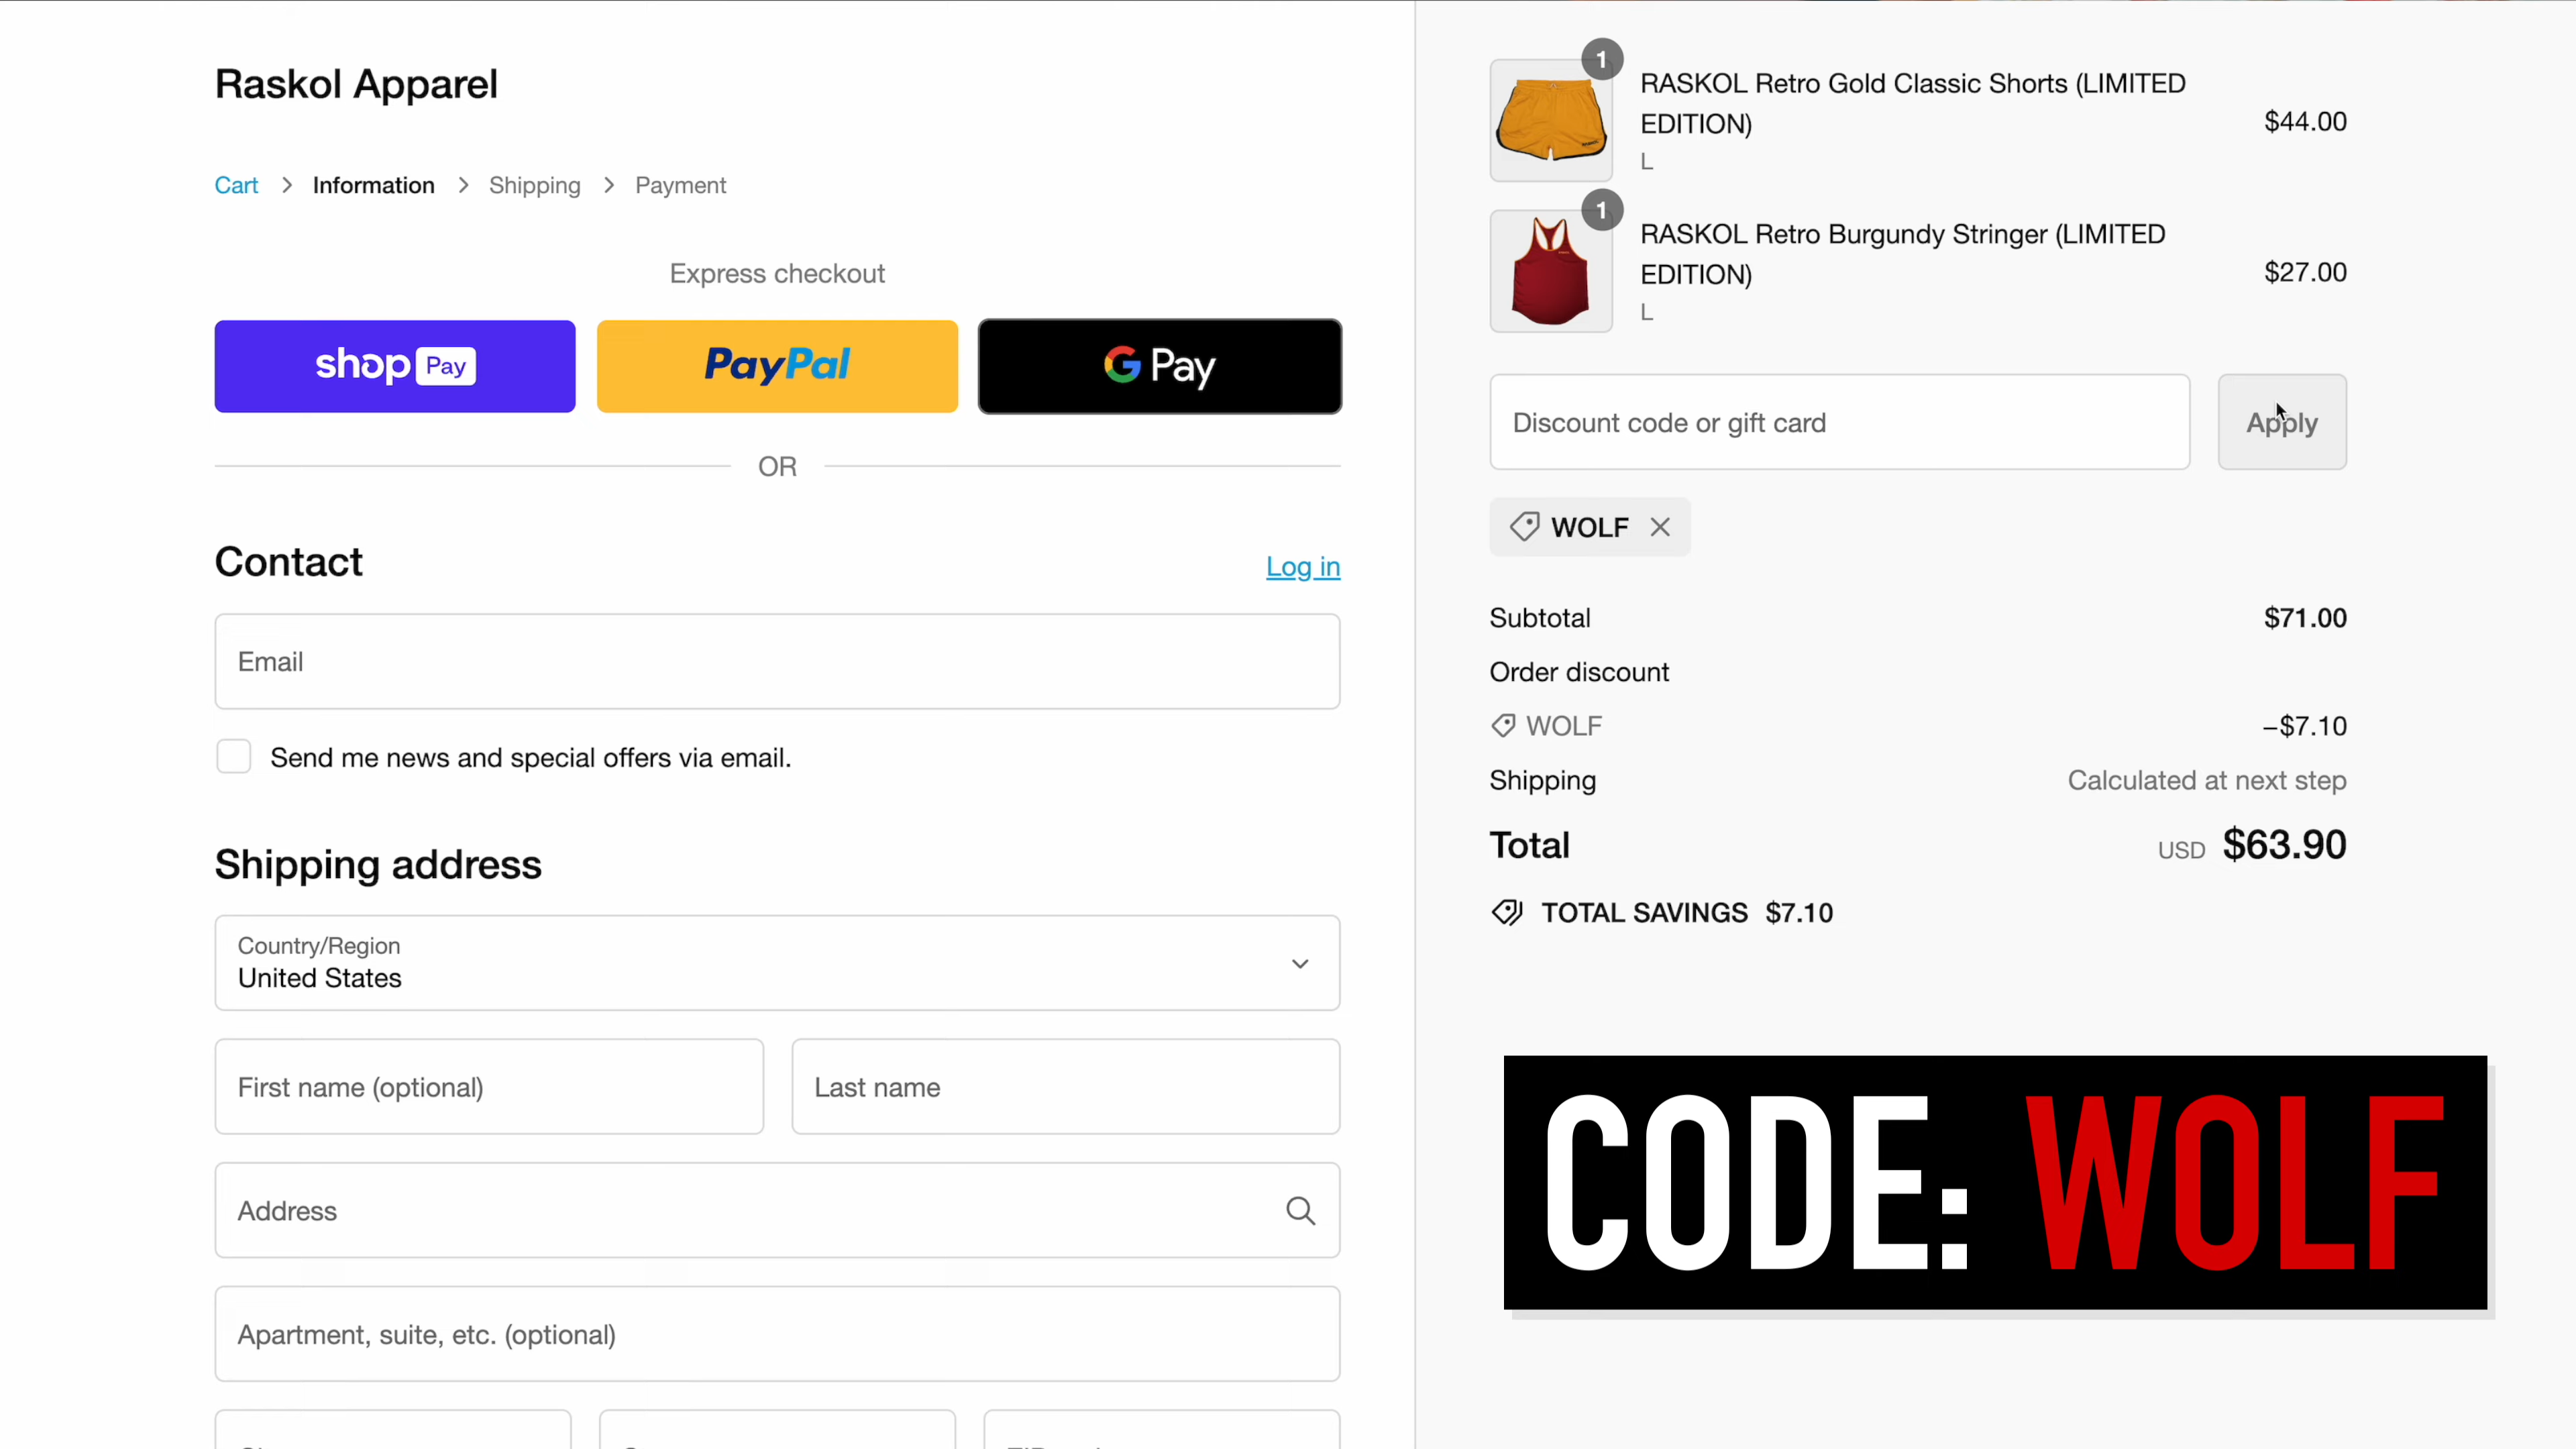 Raskol Apparel
Cart > Information > Shipping > Payment
Express checkout
shop Pay
PayPal
G Pay
OR
Contact
Log in
Email
Send me news and special offers via email.
Shipping address
Country/Region
United States
First name (optional)
Last name
Address
Apartment, suite, etc. (optional)
1
RASKOL Retro Gold Classic Shorts (LIMITED
EDITION)
$44.00
L
1
RASKOL Retro Burgundy Stringer (LIMITED
EDITION)
$27.00
L
Discount code or gift card
Apply
WOLF
Subtotal $71.00
Order discount
WOLF –$7.10
Shipping Calculated at next step
Total USD $63.90
TOTAL SAVINGS $7.10
CODE: WOLF